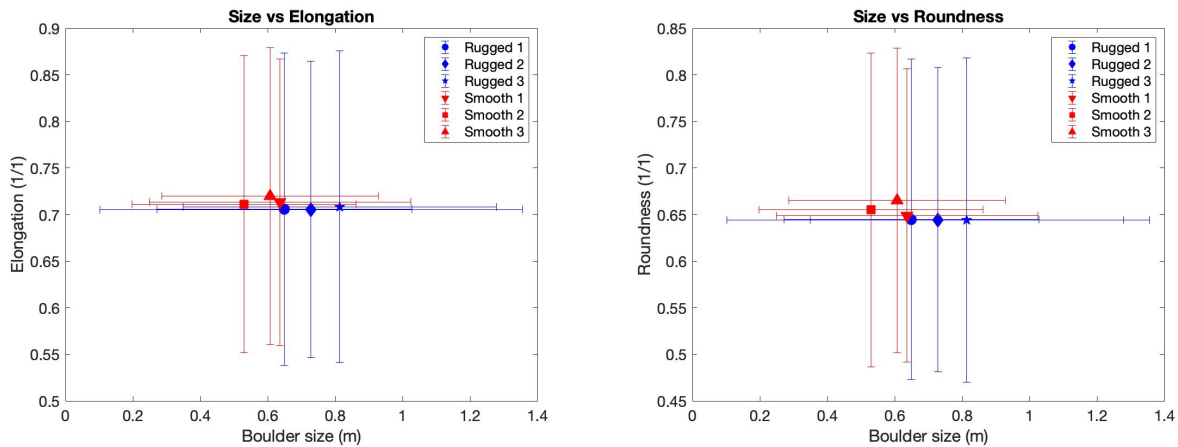 Size vs Elongation
Elongation (1/1)
0.9
0.85
0.8
0.75
0.7
0.65
0.6
0.55
0.5
0
0.2
0.4
0.6
0.8
1
1.2
1.4
Boulder size (m)
Rugged 1
Rugged 2
Rugged 3
Smooth 1
Smooth 2
Smooth 3
Size vs Roundness
Roundness (1/1)
0.85
0.8
0.75
0.7
0.65
0.6
0.55
0.5
0.45
0
0.2
0.4
0.6
0.8
1
1.2
1.4
Boulder size (m)
Rugged 1
Rugged 2
Rugged 3
Smooth 1
Smooth 2
Smooth 3